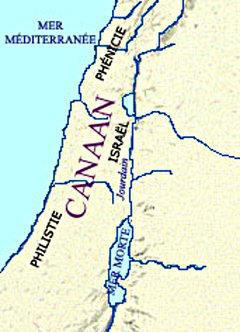 MER
MÉDITERRANÉE
PHÉNICIE
CANAAN
ISRAËL
Jourdain
PHILISTIE
MER MORTE